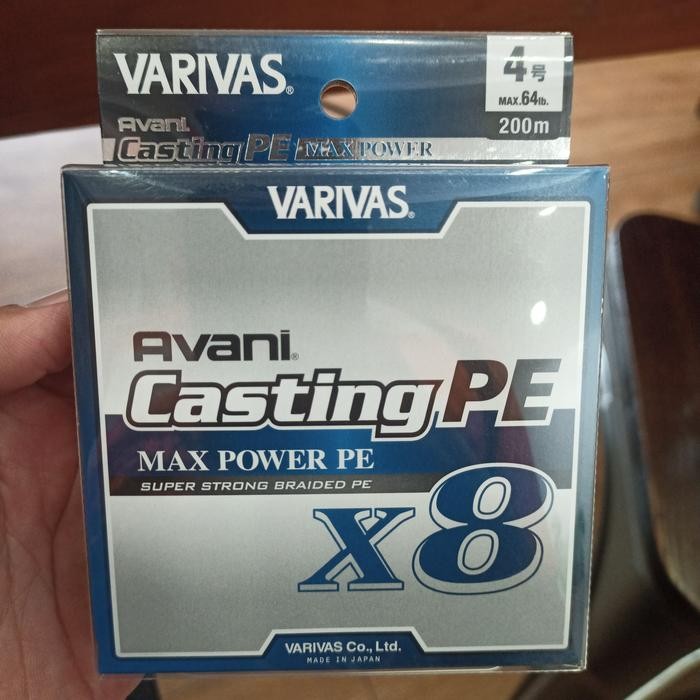 VARIVAS®
4号
MAX.64lb.
200m
Avani
Casting PE MAX POWER
VARIVAS®
Avani®
Casting PE
MAX POWER PE
SUPER STRONG BRAIDED PE
X8
VARIVAS Co., Ltd.
MADE IN JAPAN